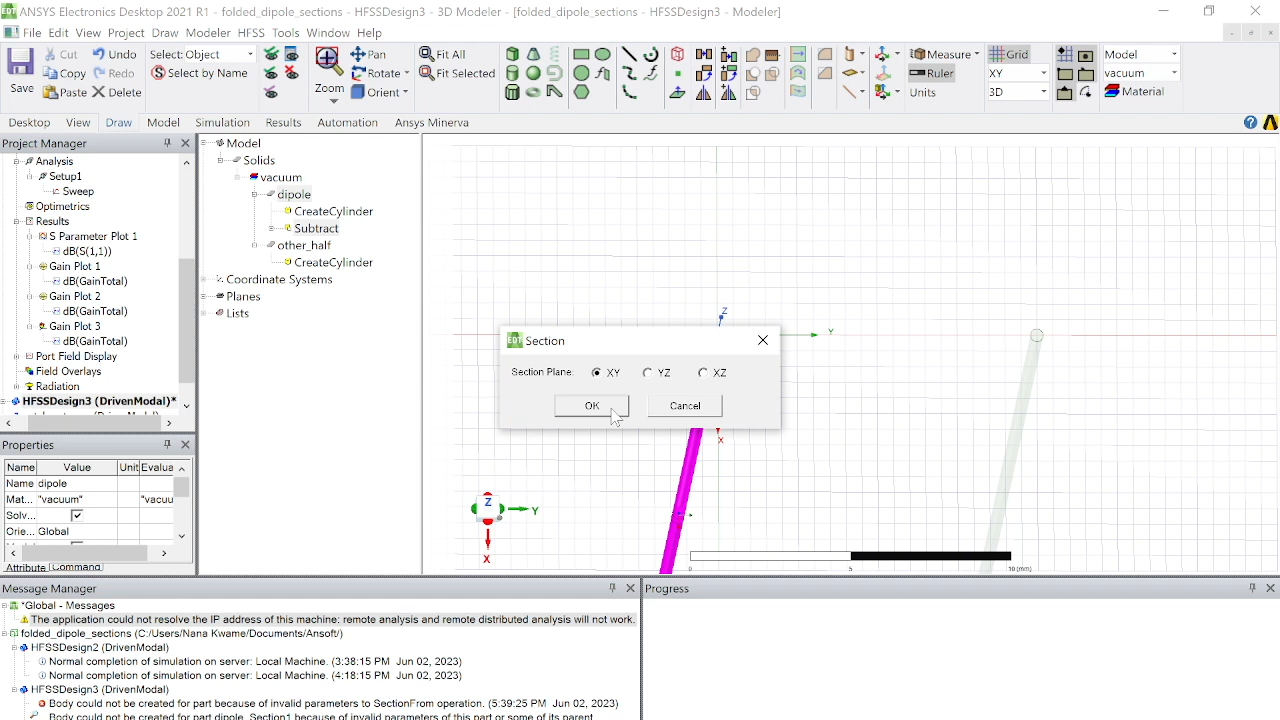 EDT ANSYS Electronics Desktop 2021 R1 - folded_dipole_sections - HFSSDesign3 - 3D Modeler - [folded_dipole_sections - HFSSDesign3 - Modeler]
File Edit View Project Draw Modeler HFSS Tools Window Help
Save
Cut Undo
Copy Redo
Paste Delete
Select: Object
Select by Name
Zoom
Pan
Rotate
Orient
Fit All
Fit Selected
Measure
Ruler
Units
Grid
XY
3D
Model
vacuum
Material
Desktop View Draw Model Simulation Results Automation Ansys Minerva
Project Manager
Analysis
Setup1
Sweep
Optimetrics
Results
S Parameter Plot 1
dB(S(1,1))
Gain Plot 1
dB(GainTotal)
Gain Plot 2
dB(GainTotal)
Gain Plot 3
dB(GainTotal)
Port Field Display
Field Overlays
Radiation
HFSSDesign3 (DrivenModal)*
Model
Solids
vacuum
dipole
CreateCylinder
Subtract
other_half
CreateCylinder
Coordinate Systems
Planes
Lists
Z
Y
X
EDT Section
Section Plane: XY YZ XZ
OK Cancel
Z
Y
X
0 5 10 (mm)
Properties
Name Value Unit Evalua
Name dipole
Mat... "vacuum" "vacuu
Solv...
Orie... Global
Attribute Command
Message Manager
*Global - Messages
The application could not resolve the IP address of this machine: remote analysis and remote distributed analysis will not work.
folded_dipole_sections (C:/Users/Nana Kwame/Documents/Ansoft/)
HFSSDesign2 (DrivenModal)
Normal completion of simulation on server: Local Machine. (3:38:15 PM Jun 02, 2023)
Normal completion of simulation on server: Local Machine. (4:18:15 PM Jun 02, 2023)
HFSSDesign3 (DrivenModal)
Body could not be created for part because of invalid parameters to SectionFrom operation. (5:39:25 PM Jun 02, 2023)
Body could not be created for part dipole_Section1 because of invalid parameters of this part or some of its parent
Progress